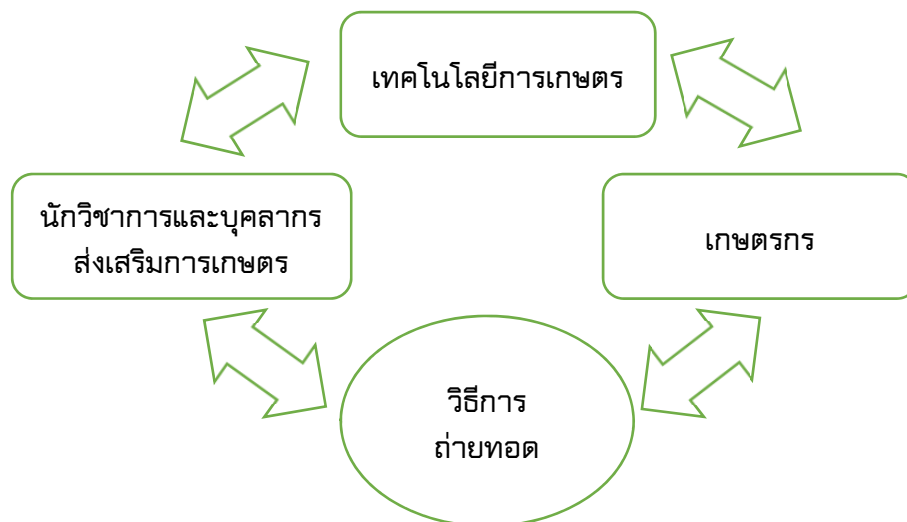 เทคโนโลยีการเกษตร
นักวิชาการและบุคลากร
ส่งเสริมการเกษตร
เกษตรกร
วิธีการ
ถ่ายทอด